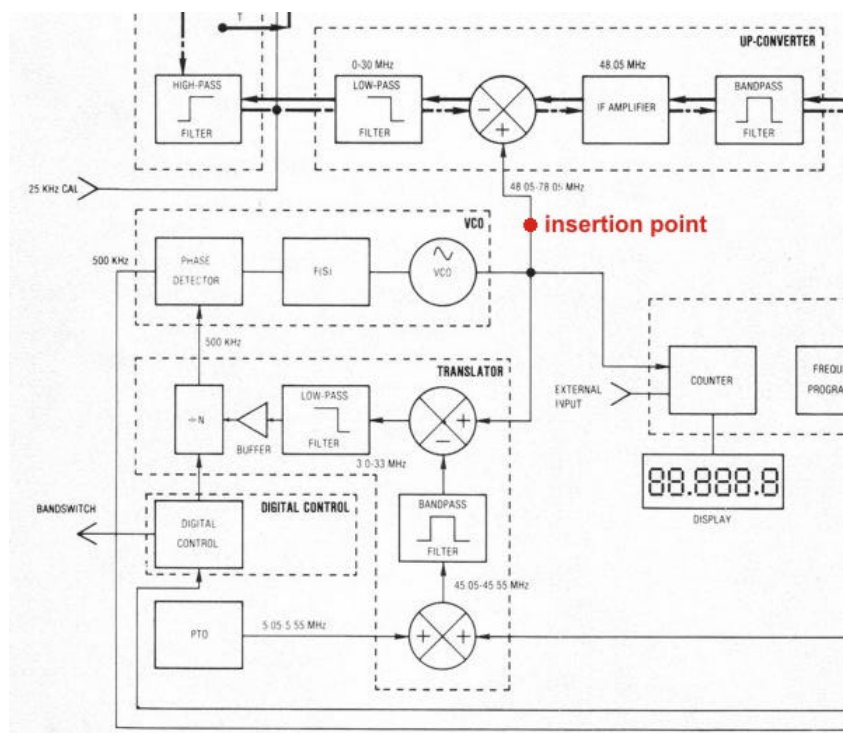 T
UP-CONVERTER
0-30 MHz
48.05 MHz
HIGH-PASS
FILTER
LOW-PASS
FILTER
−
+
IF AMPLIFIER
BANDPASS
FILTER
25 KHz CAL
48.05-78.05 MHz
insertion point
VCO
500 KHz
PHASE
DETECTOR
F(S)
VCO
500 KHz
TRANSLATOR
÷N
BUFFER
LOW-PASS
FILTER
+
−
3.0-33 MHz
EXTERNAL
INPUT
COUNTER
FREQU
PROGRA
88.888.8
DISPLAY
BANDSWITCH
DIGITAL CONTROL
DIGITAL
CONTROL
BANDPASS
FILTER
45.05-45.55 MHz
PTO
5.05-5.55 MHz
+
+